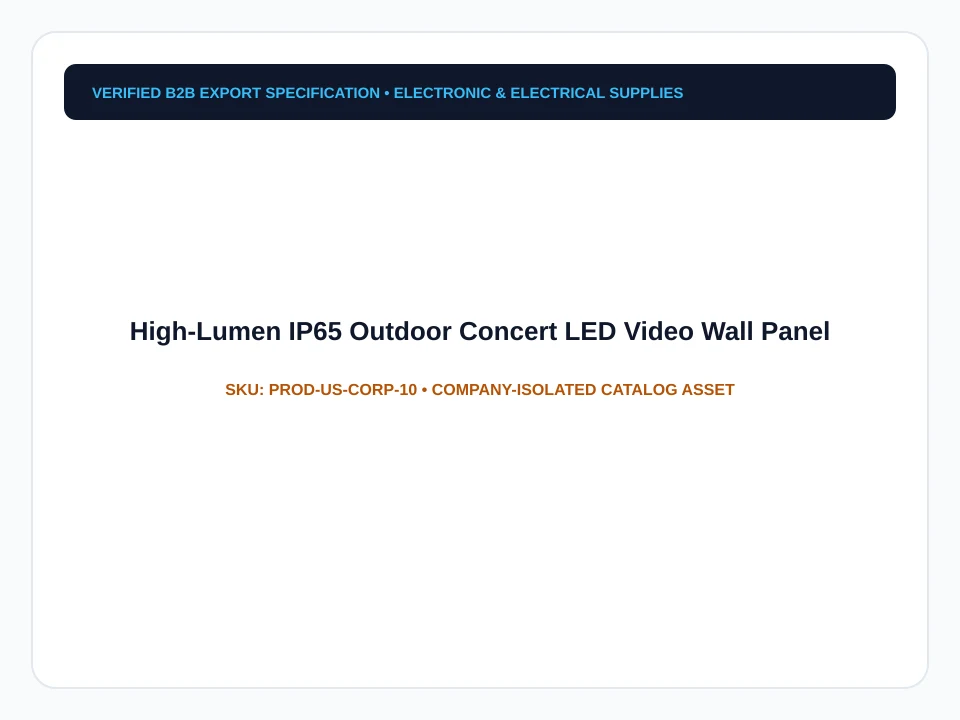 VERIFIED B2B EXPORT SPECIFICATION • ELECTRONIC & ELECTRICAL SUPPLIES
High-Lumen IP65 Outdoor Concert LED Video Wall Panel
SKU: PROD-US-CORP-10 • COMPANY-ISOLATED CATALOG ASSET